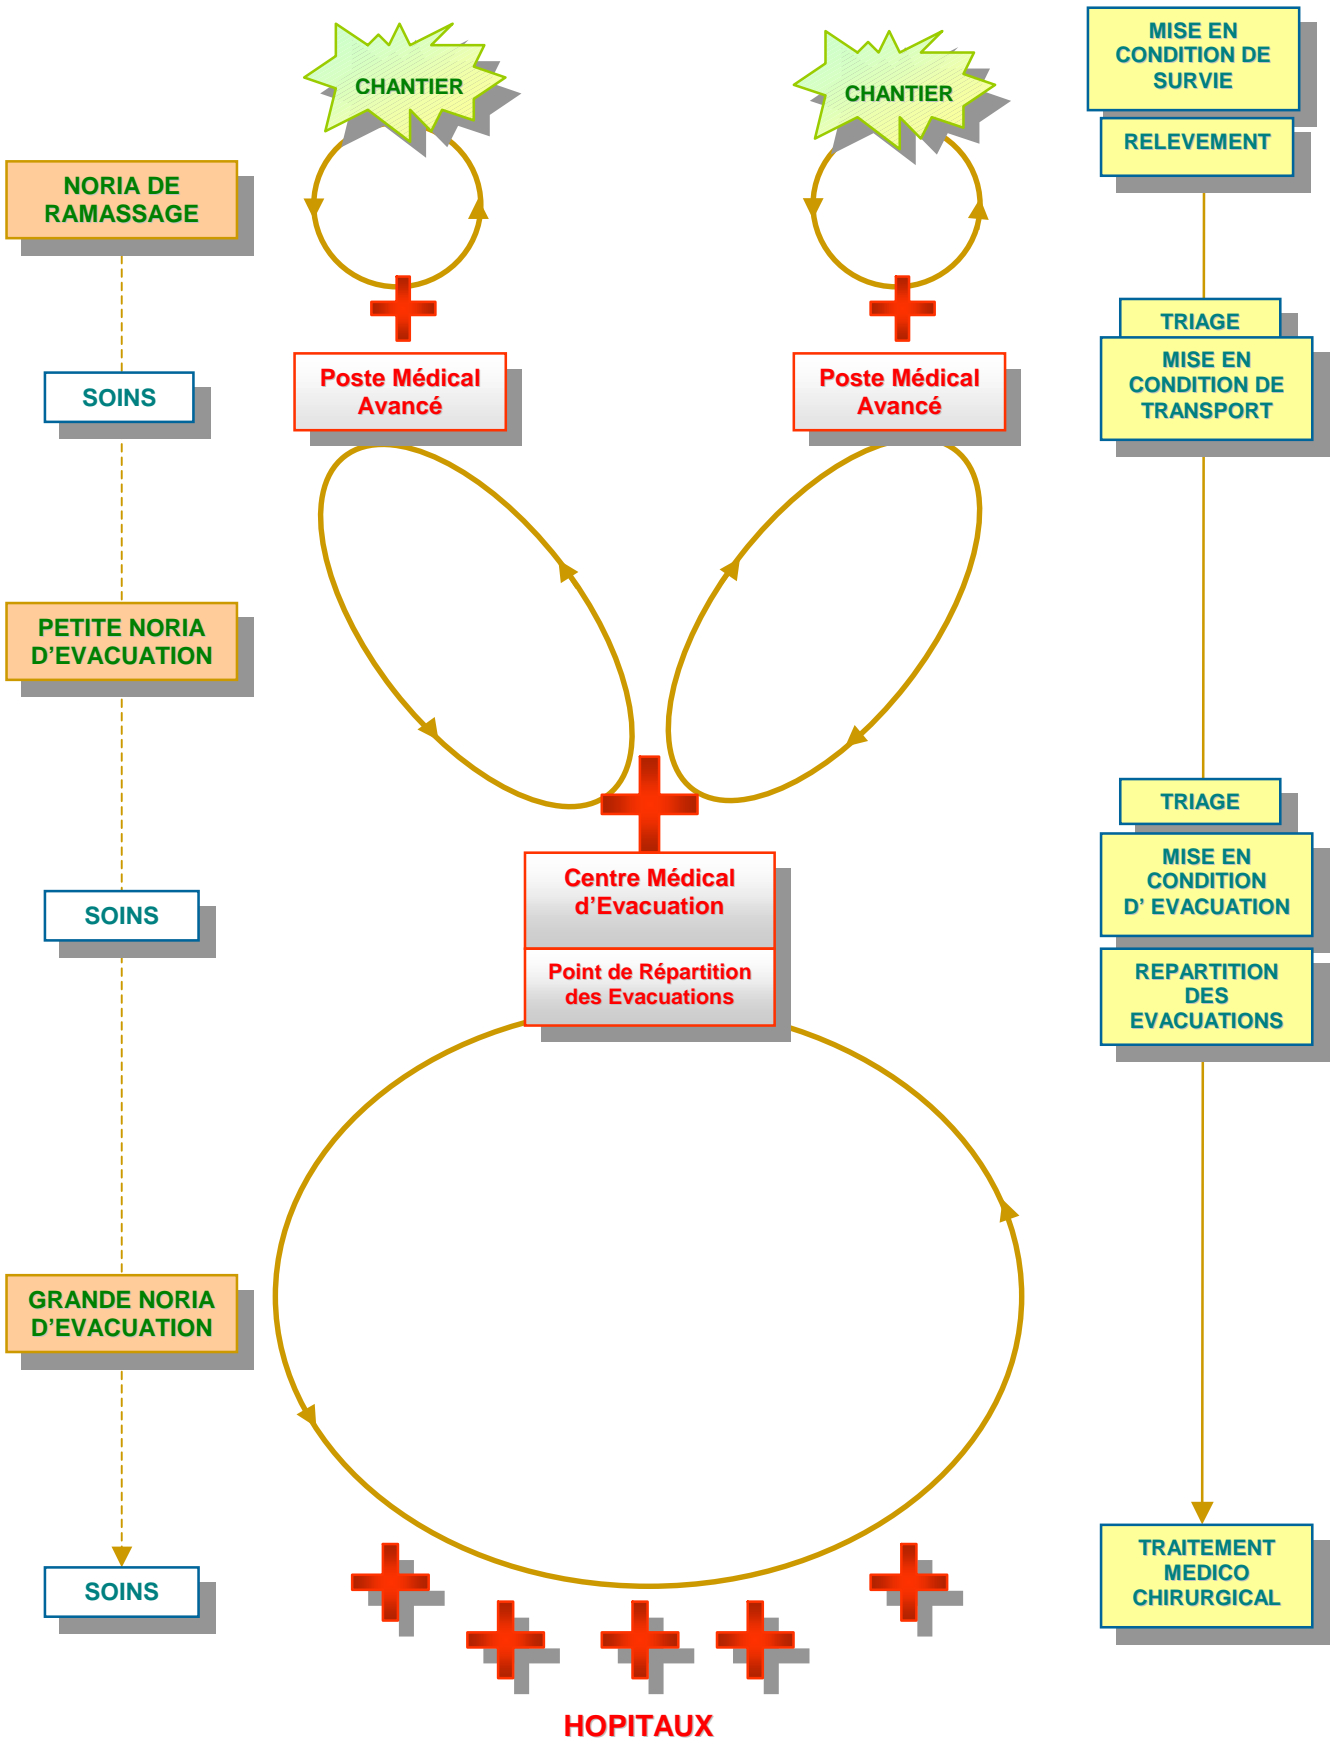 CHANTIER
CHANTIER
MISE EN
CONDITION DE
SURVIE
RELEVEMENT
NORIA DE
RAMASSAGE
TRIAGE
MISE EN
CONDITION DE
TRANSPORT
SOINS
Poste Médical
Avancé
Poste Médical
Avancé
PETITE NORIA
D’EVACUATION
TRIAGE
MISE EN
CONDITION
D’ EVACUATION
SOINS
Centre Médical
d’Evacuation
Point de Répartition
des Evacuations
REPARTITION
DES
EVACUATIONS
GRANDE NORIA
D’EVACUATION
SOINS
TRAITEMENT
MEDICO
CHIRURGICAL
HOPITAUX